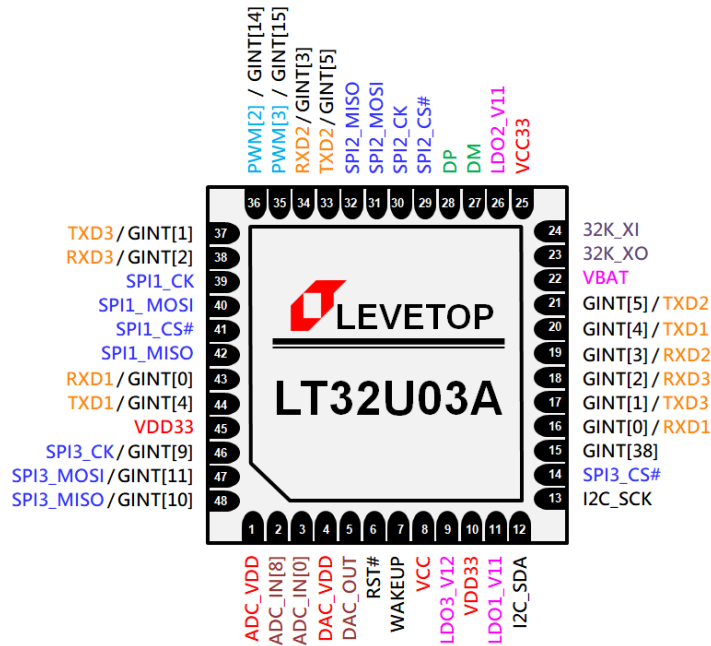 PWM[2] / GINT[14]
PWM[3] / GINT[15]
RXD2/GINT[3]
TXD2/GINT[5]
SPI2_MISO
SPI2_MOSI
SPI2_CK
SPI2_CS#
DP
DM
LDO2_V11
VCC33
36 35 34 33 32 31 30 29 28 27 26 25
TXD3/GINT[1] 37
RXD3/GINT[2] 38
SPI1_CK 39
SPI1_MOSI 40
SPI1_CS# 41
SPI1_MISO 42
RXD1/GINT[0] 43
TXD1/GINT[4] 44
VDD33 45
SPI3_CK/GINT[9] 46
SPI3_MOSI/GINT[11] 47
SPI3_MISO/GINT[10] 48
LEVETOP
LT32U03A
24 32K_XI
23 32K_XO
22 VBAT
21 GINT[5]/TXD2
20 GINT[4]/TXD1
19 GINT[3]/RXD2
18 GINT[2]/RXD3
17 GINT[1]/TXD3
16 GINT[0]/RXD1
15 GINT[38]
14 SPI3_CS#
13 I2C_SCK
1 2 3 4 5 6 7 8 9 10 11 12
ADC_VDD
ADC_IN[8]
ADC_IN[0]
DAC_VDD
DAC_OUT
RST#
WAKEUP
VCC
LDO3_V12
VDD33
LDO1_V11
I2C_SDA